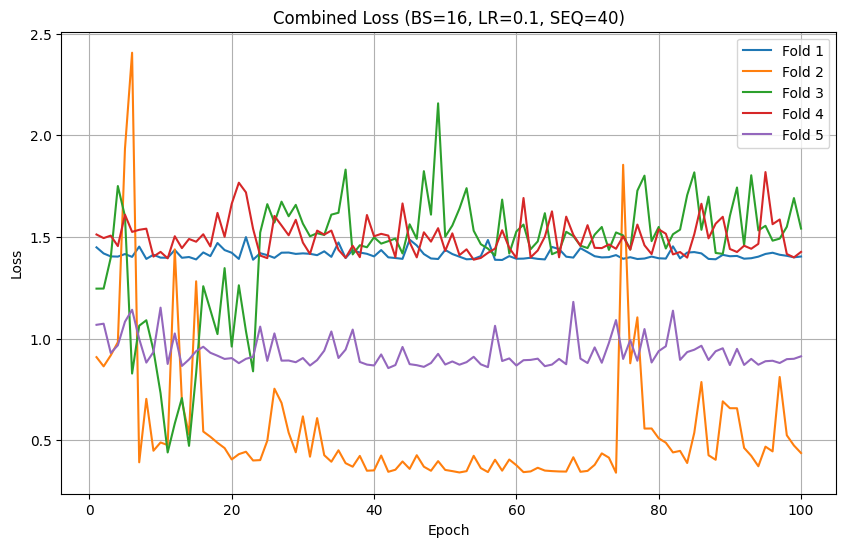 Combined Loss (BS=16, LR=0.1, SEQ=40)
2.5
2.0
1.5
1.0
0.5
Loss
0
20
40
60
80
100
Epoch
Fold 1
Fold 2
Fold 3
Fold 4
Fold 5